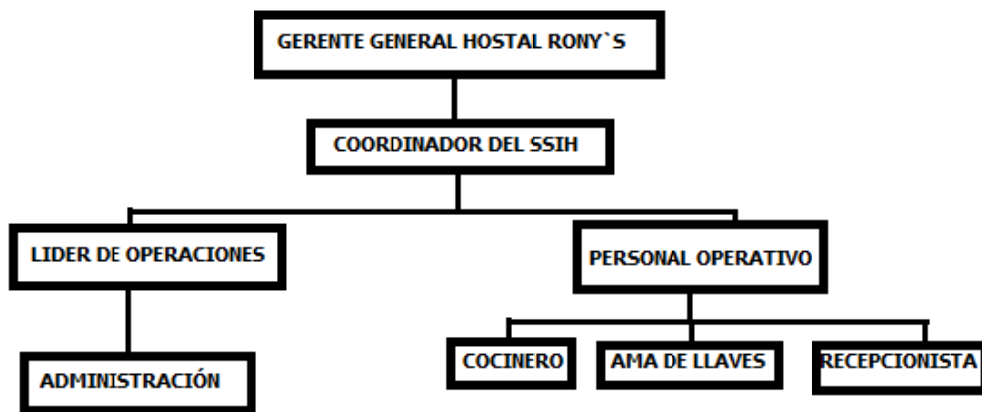 GERENTE GENERAL HOSTAL RONY`S
COORDINADOR DEL SSIH
LIDER DE OPERACIONES
PERSONAL OPERATIVO
COCINERO
AMA DE LLAVES
RECEPCIONISTA
ADMINISTRACIÓN